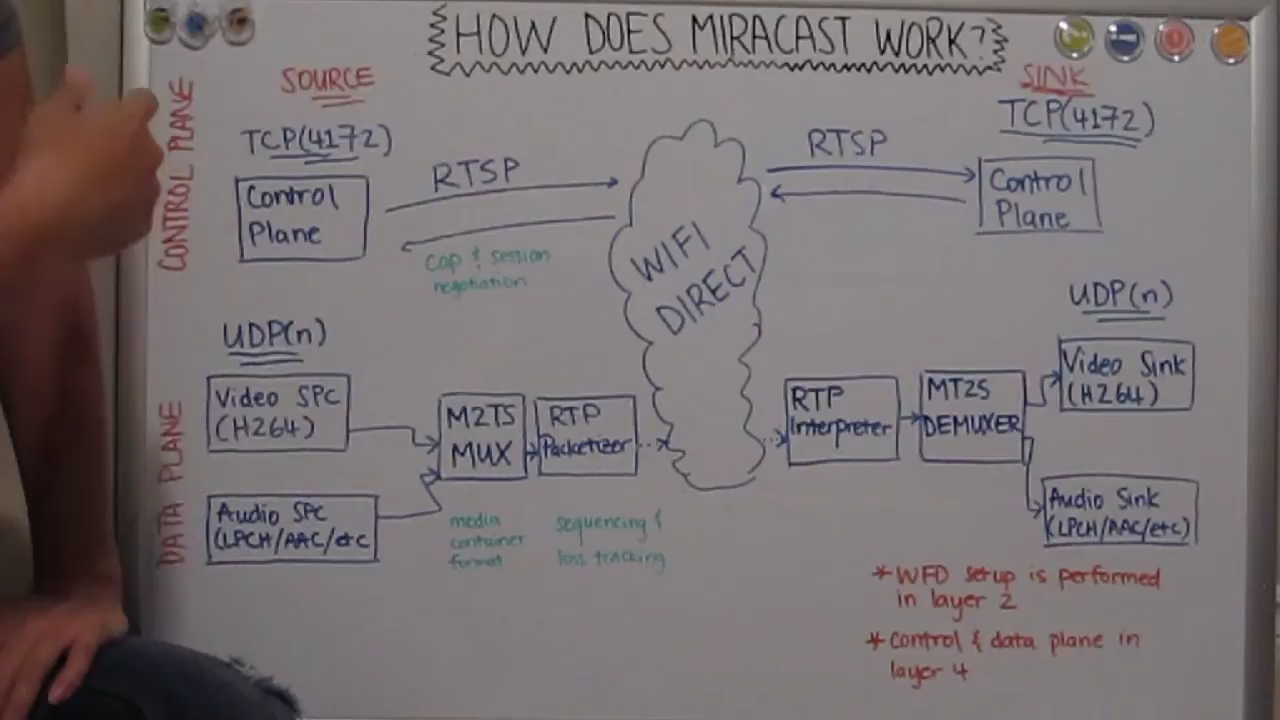 HOW DOES MIRACAST WORK?
CONTROL PLANE
SOURCE
TCP(4172)
Control
Plane
RTSP
cap & session
negotiation
WIFI
DIRECT
RTSP
SINK
TCP(4172)
Control
Plane
DATA PLANE
UDP(n)
Video SPC
(H264)
Audio SPC
(LPCH/AAC/etc
M2TS
MUX
media
container
format
RTP
Packetizer
sequencing &
loss tracking
RTP
Interpreter
MT2S
DEMUXER
UDP(n)
Video Sink
(H264)
Audio Sink
(LPCH/AAC/etc)
* WFD setup is performed
in layer 2
* control & data plane in
layer 4